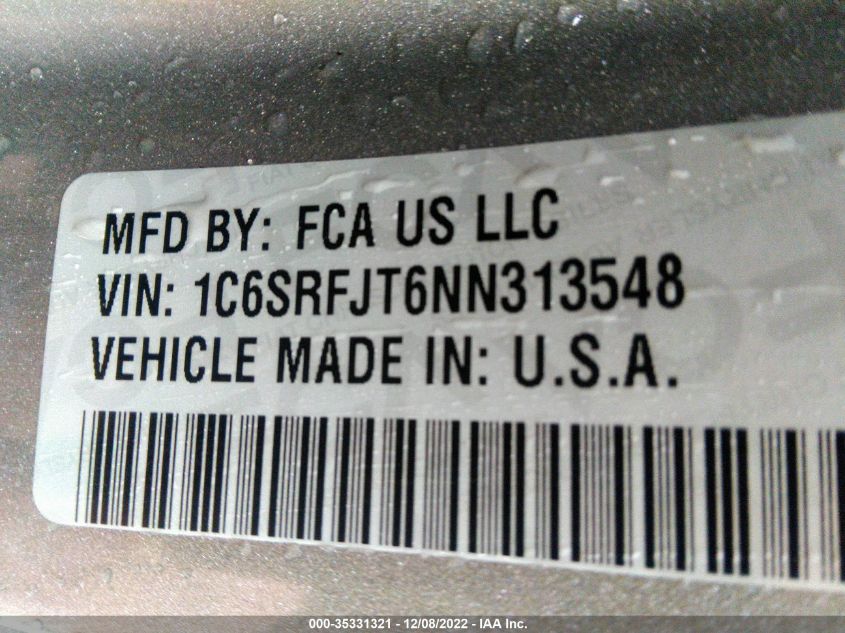 MFD BY: FCA US LLC
VIN: 1C6SRFJT6NN313548
VEHICLE MADE IN: U.S.A.
000-35331321 - 12/08/2022 - IAA Inc.